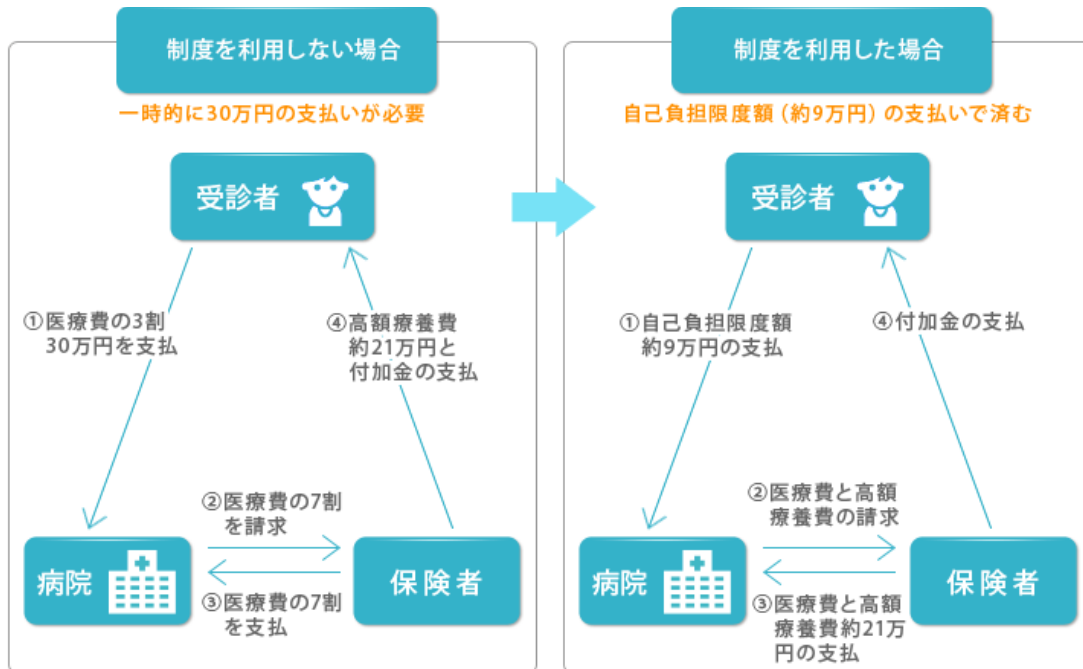 制度を利用しない場合
一時的に30万円の支払いが必要
受診者
①医療費の3割
30万円を支払
④高額療養費
約21万円と
付加金の支払
②医療費の7割
を請求
病院
保険者
③医療費の7割
を支払
制度を利用した場合
自己負担限度額(約9万円)の支払いで済む
受診者
①自己負担限度額
約9万円の支払
④付加金の支払
②医療費と高額
療養費の請求
病院
保険者
③医療費と高額
療養費約21万
円の支払